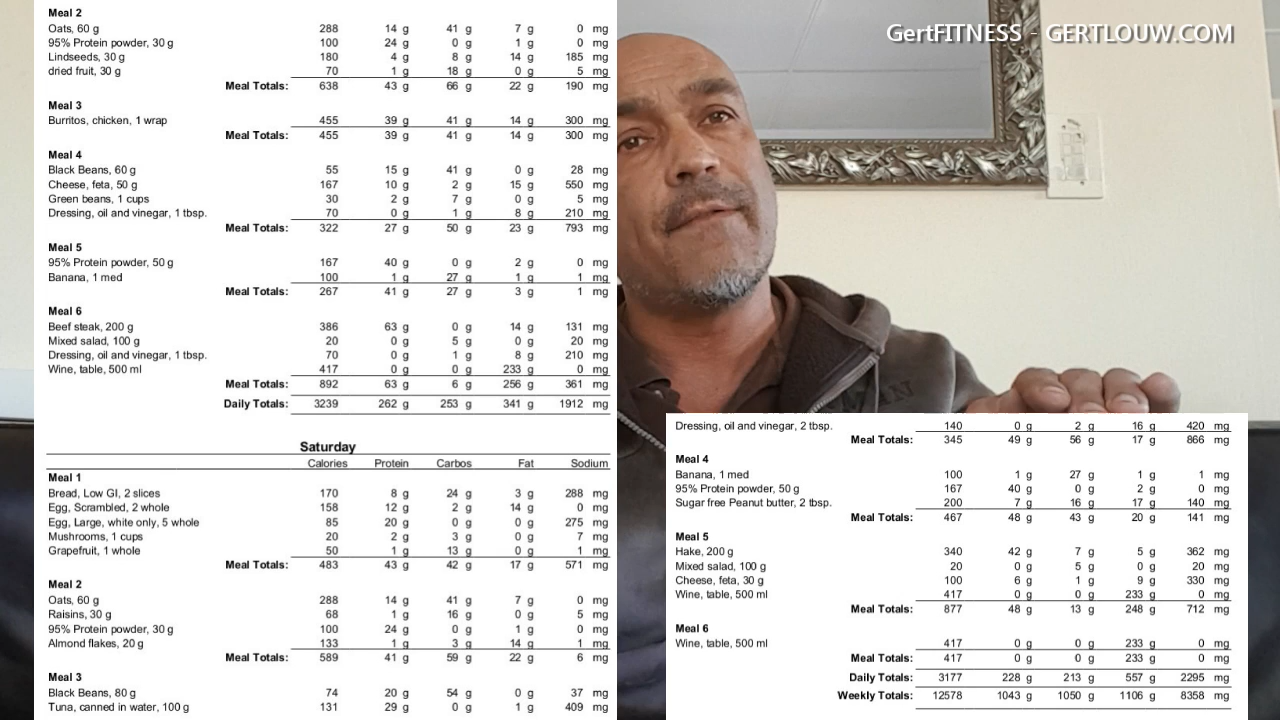 GertFITNESS - GERTLOUW.COM
Meal 2
Oats, 60 g 288 14 g 41 g 7 g 0 mg
95% Protein powder, 30 g 100 24 g 0 g 1 g 0 mg
Lindseeds, 30 g 180 4 g 8 g 14 g 185 mg
dried fruit, 30 g 70 1 g 18 g 0 g 5 mg
Meal Totals: 638 43 g 66 g 22 g 190 mg
Meal 3
Burritos, chicken, 1 wrap 455 39 g 41 g 14 g 300 mg
Meal Totals: 455 39 g 41 g 14 g 300 mg
Meal 4
Black Beans, 60 g 55 15 g 41 g 0 g 28 mg
Cheese, feta, 50 g 167 10 g 2 g 15 g 550 mg
Green beans, 1 cups 30 2 g 7 g 0 g 5 mg
Dressing, oil and vinegar, 1 tbsp. 70 0 g 1 g 8 g 210 mg
Meal Totals: 322 27 g 50 g 23 g 793 mg
Meal 5
95% Protein powder, 50 g 167 40 g 0 g 2 g 0 mg
Banana, 1 med 100 1 g 27 g 1 g 1 mg
Meal Totals: 267 41 g 27 g 3 g 1 mg
Meal 6
Beef steak, 200 g 386 63 g 0 g 14 g 131 mg
Mixed salad, 100 g 20 0 g 5 g 0 g 20 mg
Dressing, oil and vinegar, 1 tbsp. 70 0 g 1 g 8 g 210 mg
Wine, table, 500 ml 417 0 g 0 g 233 g 0 mg
Meal Totals: 892 63 g 6 g 256 g 361 mg
Daily Totals: 3239 262 g 253 g 341 g 1912 mg
Saturday
Calories Protein Carbos Fat Sodium
Meal 1
Bread, Low GI, 2 slices 170 8 g 24 g 3 g 288 mg
Egg, Scrambled, 2 whole 158 12 g 2 g 14 g 0 mg
Egg, Large, white only, 5 whole 85 20 g 0 g 0 g 275 mg
Mushrooms, 1 cups 20 2 g 3 g 0 g 7 mg
Grapefruit, 1 whole 50 1 g 13 g 0 g 1 mg
Meal Totals: 483 43 g 42 g 17 g 571 mg
Meal 2
Oats, 60 g 288 14 g 41 g 7 g 0 mg
Raisins, 30 g 68 1 g 16 g 0 g 5 mg
95% Protein powder, 30 g 100 24 g 0 g 1 g 0 mg
Almond flakes, 20 g 133 1 g 3 g 14 g 1 mg
Meal Totals: 589 41 g 59 g 22 g 6 mg
Meal 3
Black Beans, 80 g 74 20 g 54 g 0 g 37 mg
Tuna, canned in water, 100 g 131 29 g 0 g 1 g 409 mg
Dressing, oil and vinegar, 2 tbsp. 140 0 g 2 g 16 g 420 mg
Meal Totals: 345 49 g 56 g 17 g 866 mg
Meal 4
Banana, 1 med 100 1 g 27 g 1 g 1 mg
95% Protein powder, 50 g 167 40 g 0 g 2 g 0 mg
Sugar free Peanut butter, 2 tbsp. 200 7 g 16 g 17 g 140 mg
Meal Totals: 467 48 g 43 g 20 g 141 mg
Meal 5
Hake, 200 g 340 42 g 7 g 5 g 362 mg
Mixed salad, 100 g 20 0 g 5 g 0 g 20 mg
Cheese, feta, 30 g 100 6 g 1 g 9 g 330 mg
Wine, table, 500 ml 417 0 g 0 g 233 g 0 mg
Meal Totals: 877 48 g 13 g 248 g 712 mg
Meal 6
Wine, table, 500 ml 417 0 g 0 g 233 g 0 mg
Meal Totals: 417 0 g 0 g 233 g 0 mg
Daily Totals: 3177 228 g 213 g 557 g 2295 mg
Weekly Totals: 12578 1043 g 1050 g 1106 g 8358 mg